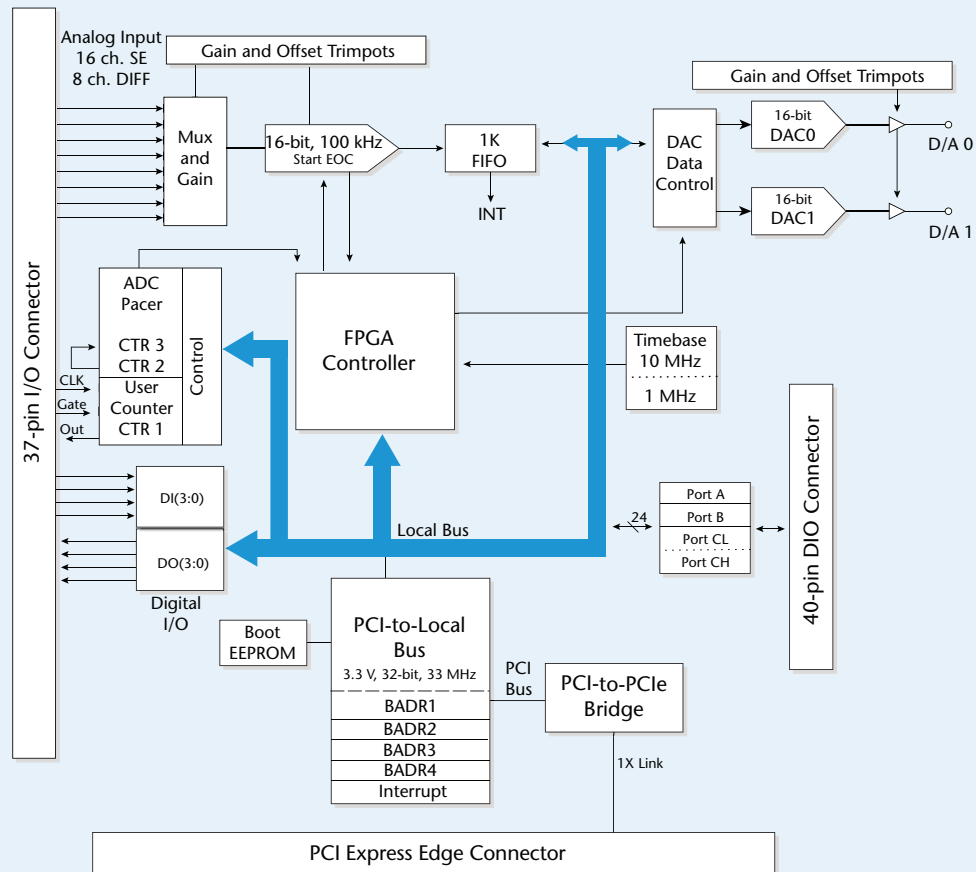 Analog Input
16 ch. SE
8 ch. DIFF
Gain and Offset Trimpots
Mux
and
Gain
16-bit, 100 kHz
Start EOC
1K
FIFO
INT
DAC
Data
Control
Gain and Offset Trimpots
16-bit
DAC0
D/A 0
16-bit
DAC1
D/A 1
37-pin I/O Connector
ADC
Pacer
CTR 3
CTR 2
User
Counter
CTR 1
Control
CLK
Gate
Out
FPGA
Controller
Timebase
10 MHz
1 MHz
DI(3:0)
DO(3:0)
Digital
I/O
Local Bus
24
Port A
Port B
Port CL
Port CH
40-pin DIO Connector
Boot
EEPROM
PCI-to-Local
Bus
3.3 V, 32-bit, 33 MHz
BADR1
BADR2
BADR3
BADR4
Interrupt
PCI
Bus
PCI-to-PCIe
Bridge
1X Link
PCI Express Edge Connector